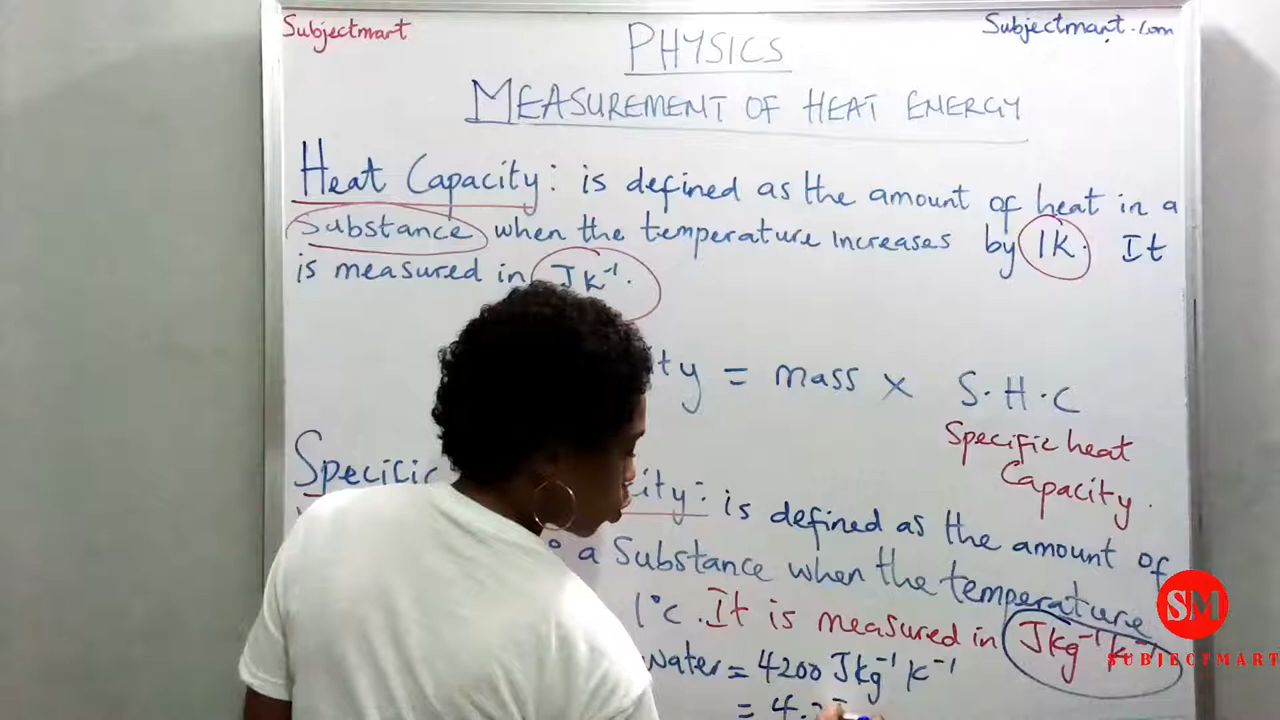 Subjectmart
Subjectmart.com
PHYSICS
MEASUREMENT OF HEAT ENERGY
Heat Capacity: is defined as the amount of heat in a
Substance when the temperature increases by 1K. It
is measured in Jk⁻¹.
= mass × S.H.C
Specific heat
Capacity.
is defined as the amount of
a Substance when the temperature
1°c. It is measured in Jkg⁻¹k⁻¹
Water = 4200 Jkg⁻¹k⁻¹
= 4.2
SM
SUBJECTMART